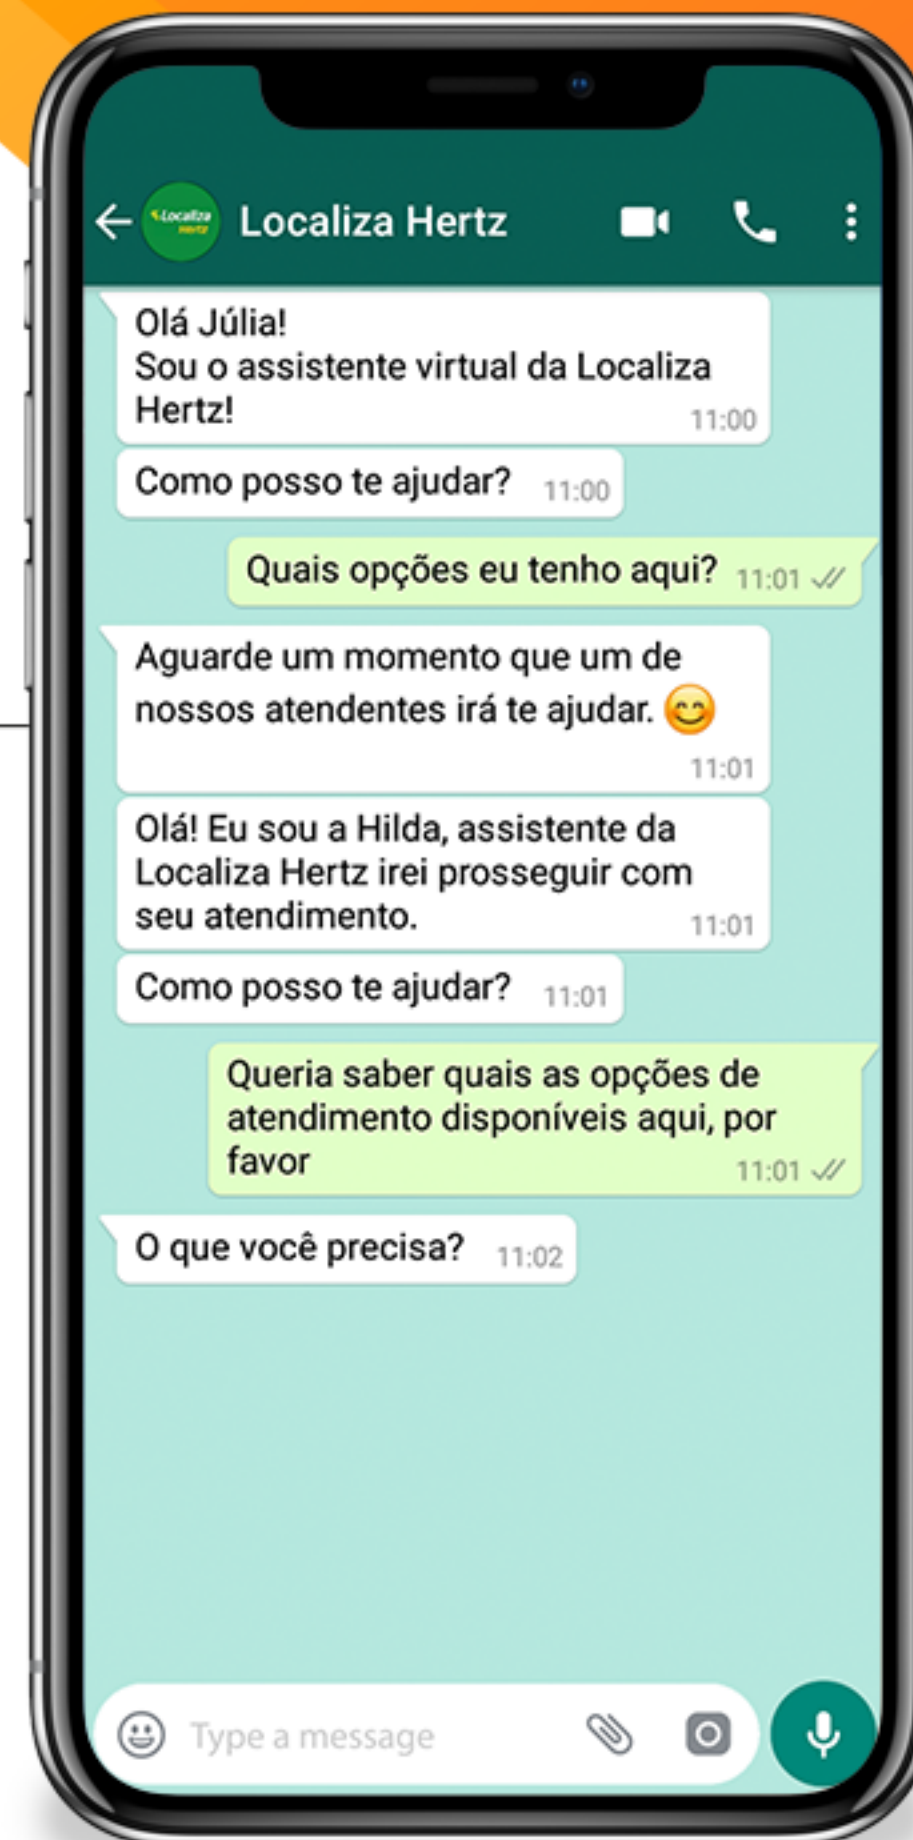 Localiza
Hertz
Localiza Hertz
Olá Júlia!
Sou o assistente virtual da Localiza
Hertz!
11:00
Como posso te ajudar? 11:00
Quais opções eu tenho aqui? 11:01
Aguarde um momento que um de
nossos atendentes irá te ajudar. 😊
11:01
Olá! Eu sou a Hilda, assistente da
Localiza Hertz irei prosseguir com
seu atendimento. 11:01
Como posso te ajudar? 11:01
Queria saber quais as opções de
atendimento disponíveis aqui, por
favor 11:01
O que você precisa? 11:02
Type a message